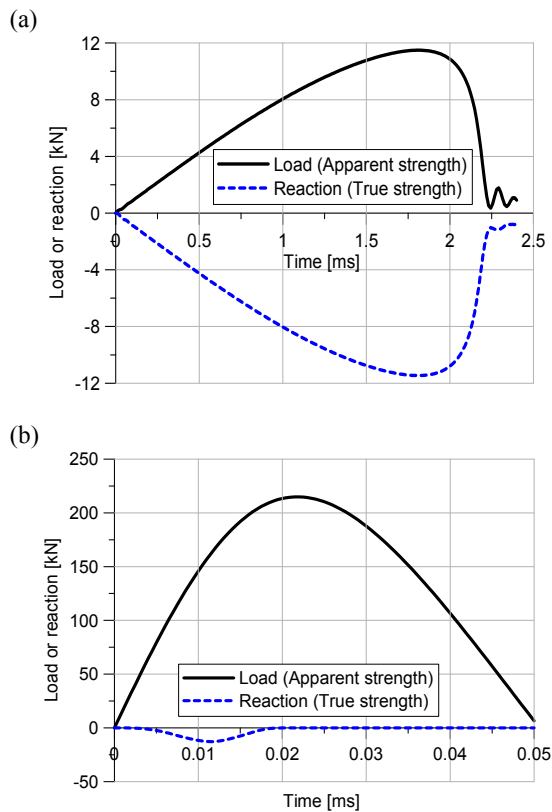 (a)
12
8
4
0
-4
-8
-12
Load or reaction [kN]
Load (Apparent strength)
Reaction (True strength)
0 0.5 1 1.5 2 2.5
Time [ms]
(b)
250
200
150
100
50
0
-50
Load or reaction [kN]
Load (Apparent strength)
Reaction (True strength)
0 0.01 0.02 0.03 0.04 0.05
Time [ms]